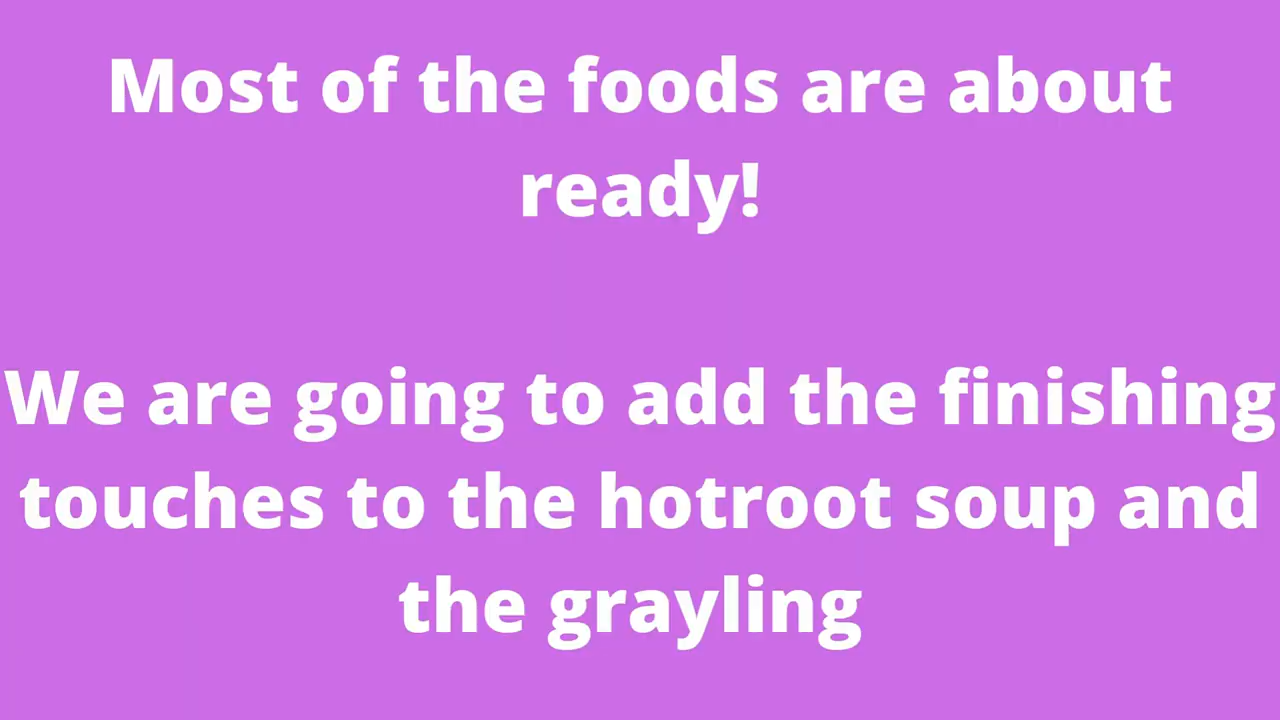 Most of the foods are about
ready!
We are going to add the finishing
touches to the hotroot soup and
the grayling